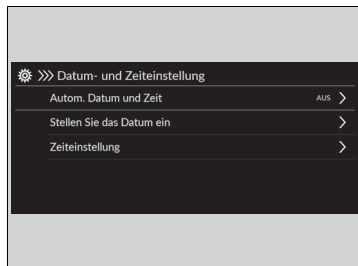 Datum- und Zeiteinstellung
Autom. Datum und Zeit AUS
Stellen Sie das Datum ein
Zeiteinstellung